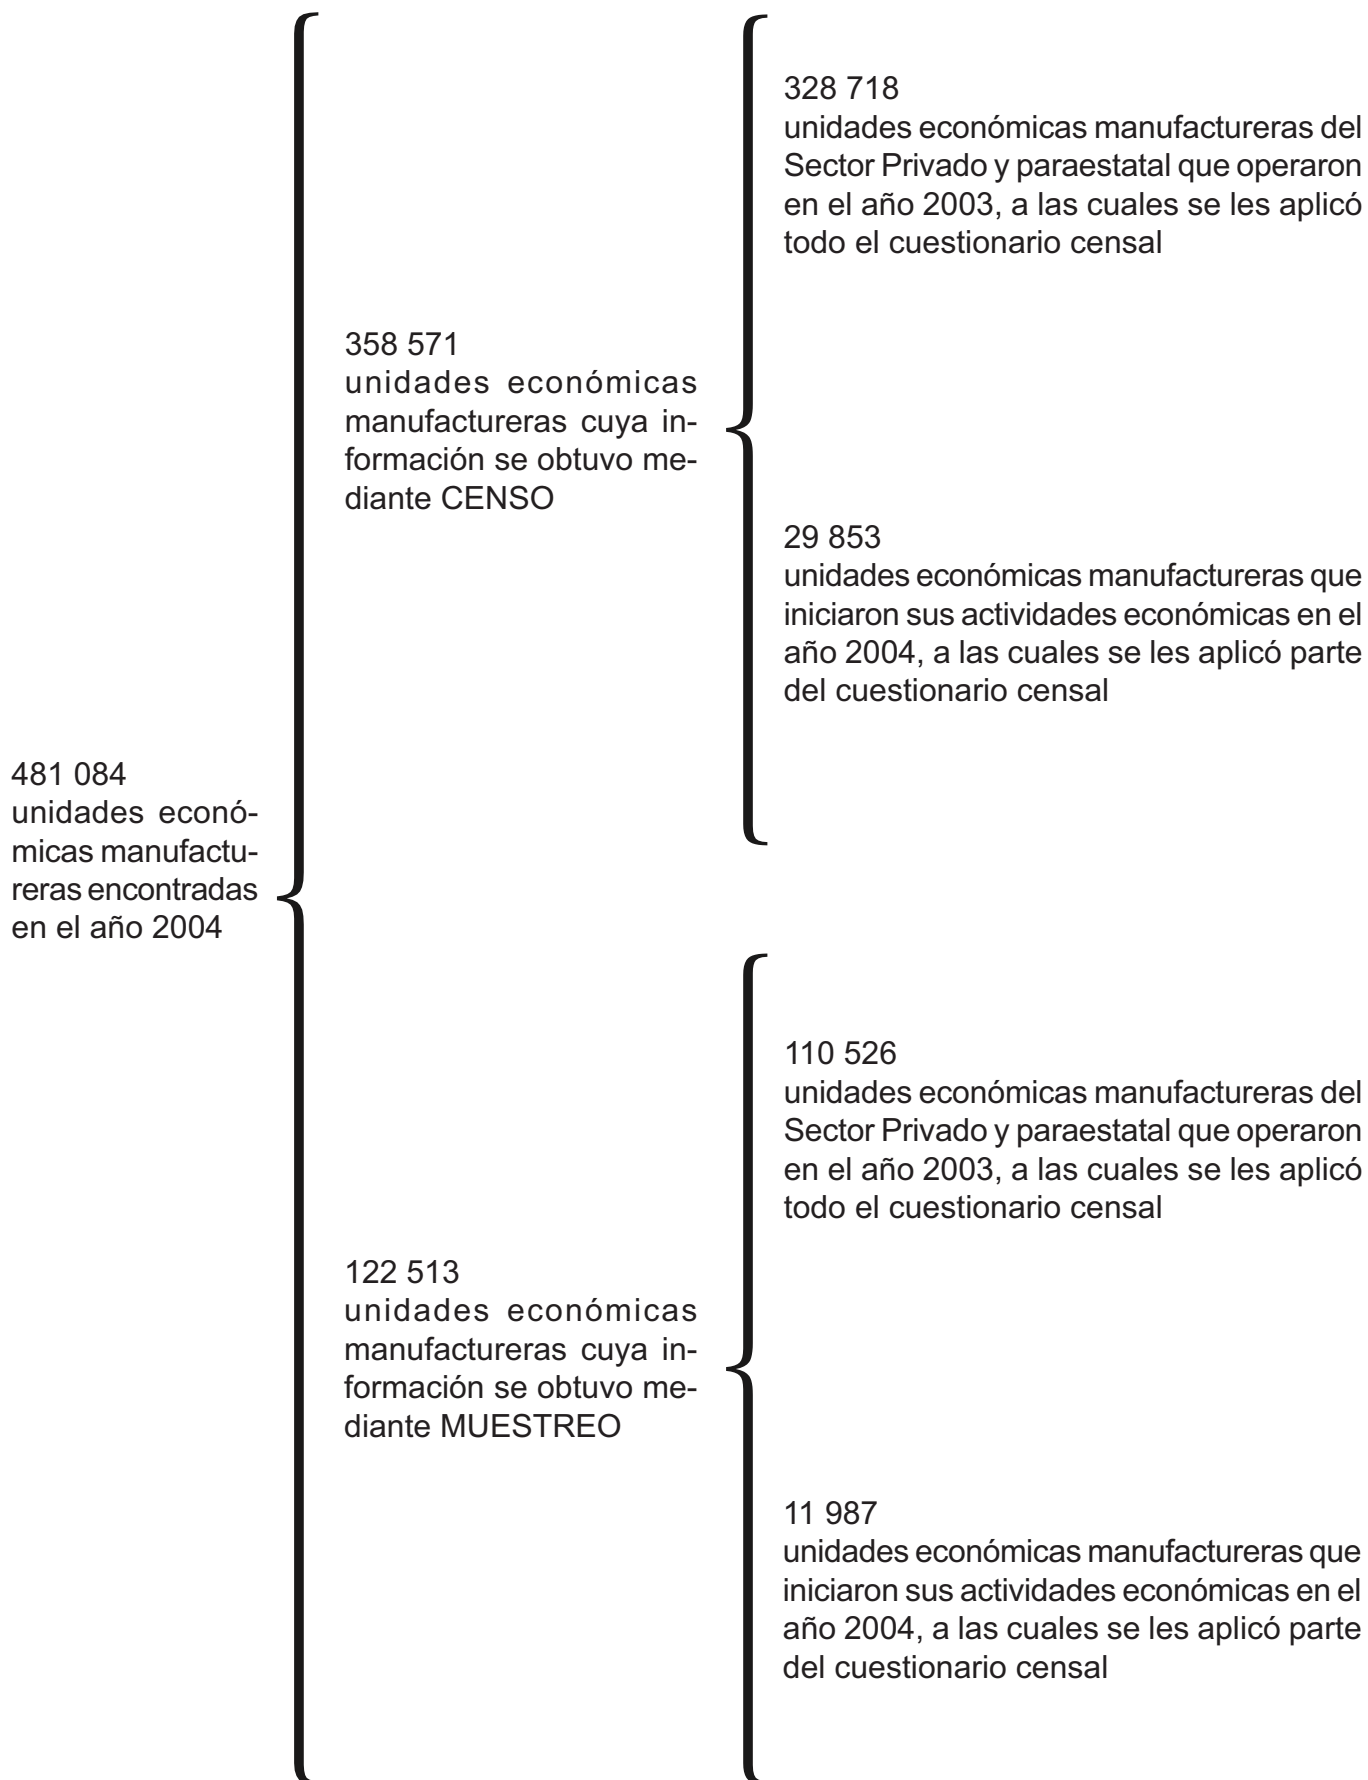 328 718
unidades económicas manufactureras del
Sector Privado y paraestatal que operaron
en el año 2003, a las cuales se les aplicó
todo el cuestionario censal
358 571
unidades económicas
manufactureras cuya in-
formación se obtuvo me-
diante CENSO
29 853
unidades económicas manufactureras que
iniciaron sus actividades económicas en el
año 2004, a las cuales se les aplicó parte
del cuestionario censal
481 084
unidades econó-
micas manufactu-
reras encontradas
en el año 2004
110 526
unidades económicas manufactureras del
Sector Privado y paraestatal que operaron
en el año 2003, a las cuales se les aplicó
todo el cuestionario censal
122 513
unidades económicas
manufactureras cuya in-
formación se obtuvo me-
diante MUESTREO
11 987
unidades económicas manufactureras que
iniciaron sus actividades económicas en el
año 2004, a las cuales se les aplicó parte
del cuestionario censal